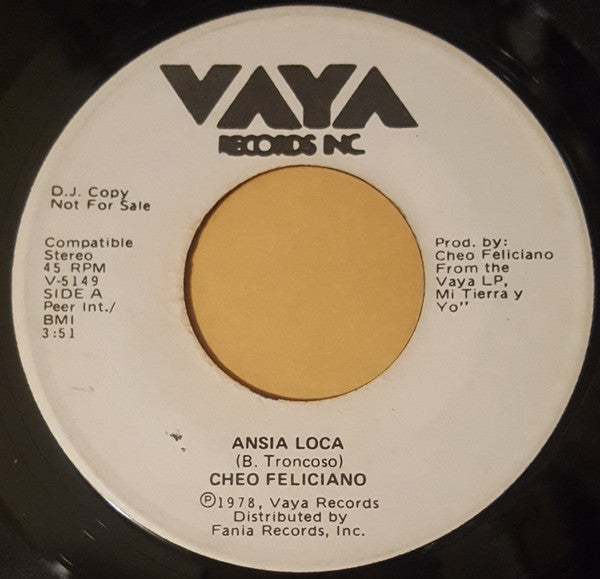 VAYA
RECORDS INC.
D.J. Copy
Not For Sale
Compatible
Stereo
45 RPM
V-5149
SIDE A
Peer Int./
BMI
3:51
Prod. by:
Cheo Feliciano
From the
Vaya LP,
Mi Tierra y
Yo"
ANSIA LOCA
(B. Troncoso)
CHEO FELICIANO
℗1978, Vaya Records
Distributed by
Fania Records, Inc.